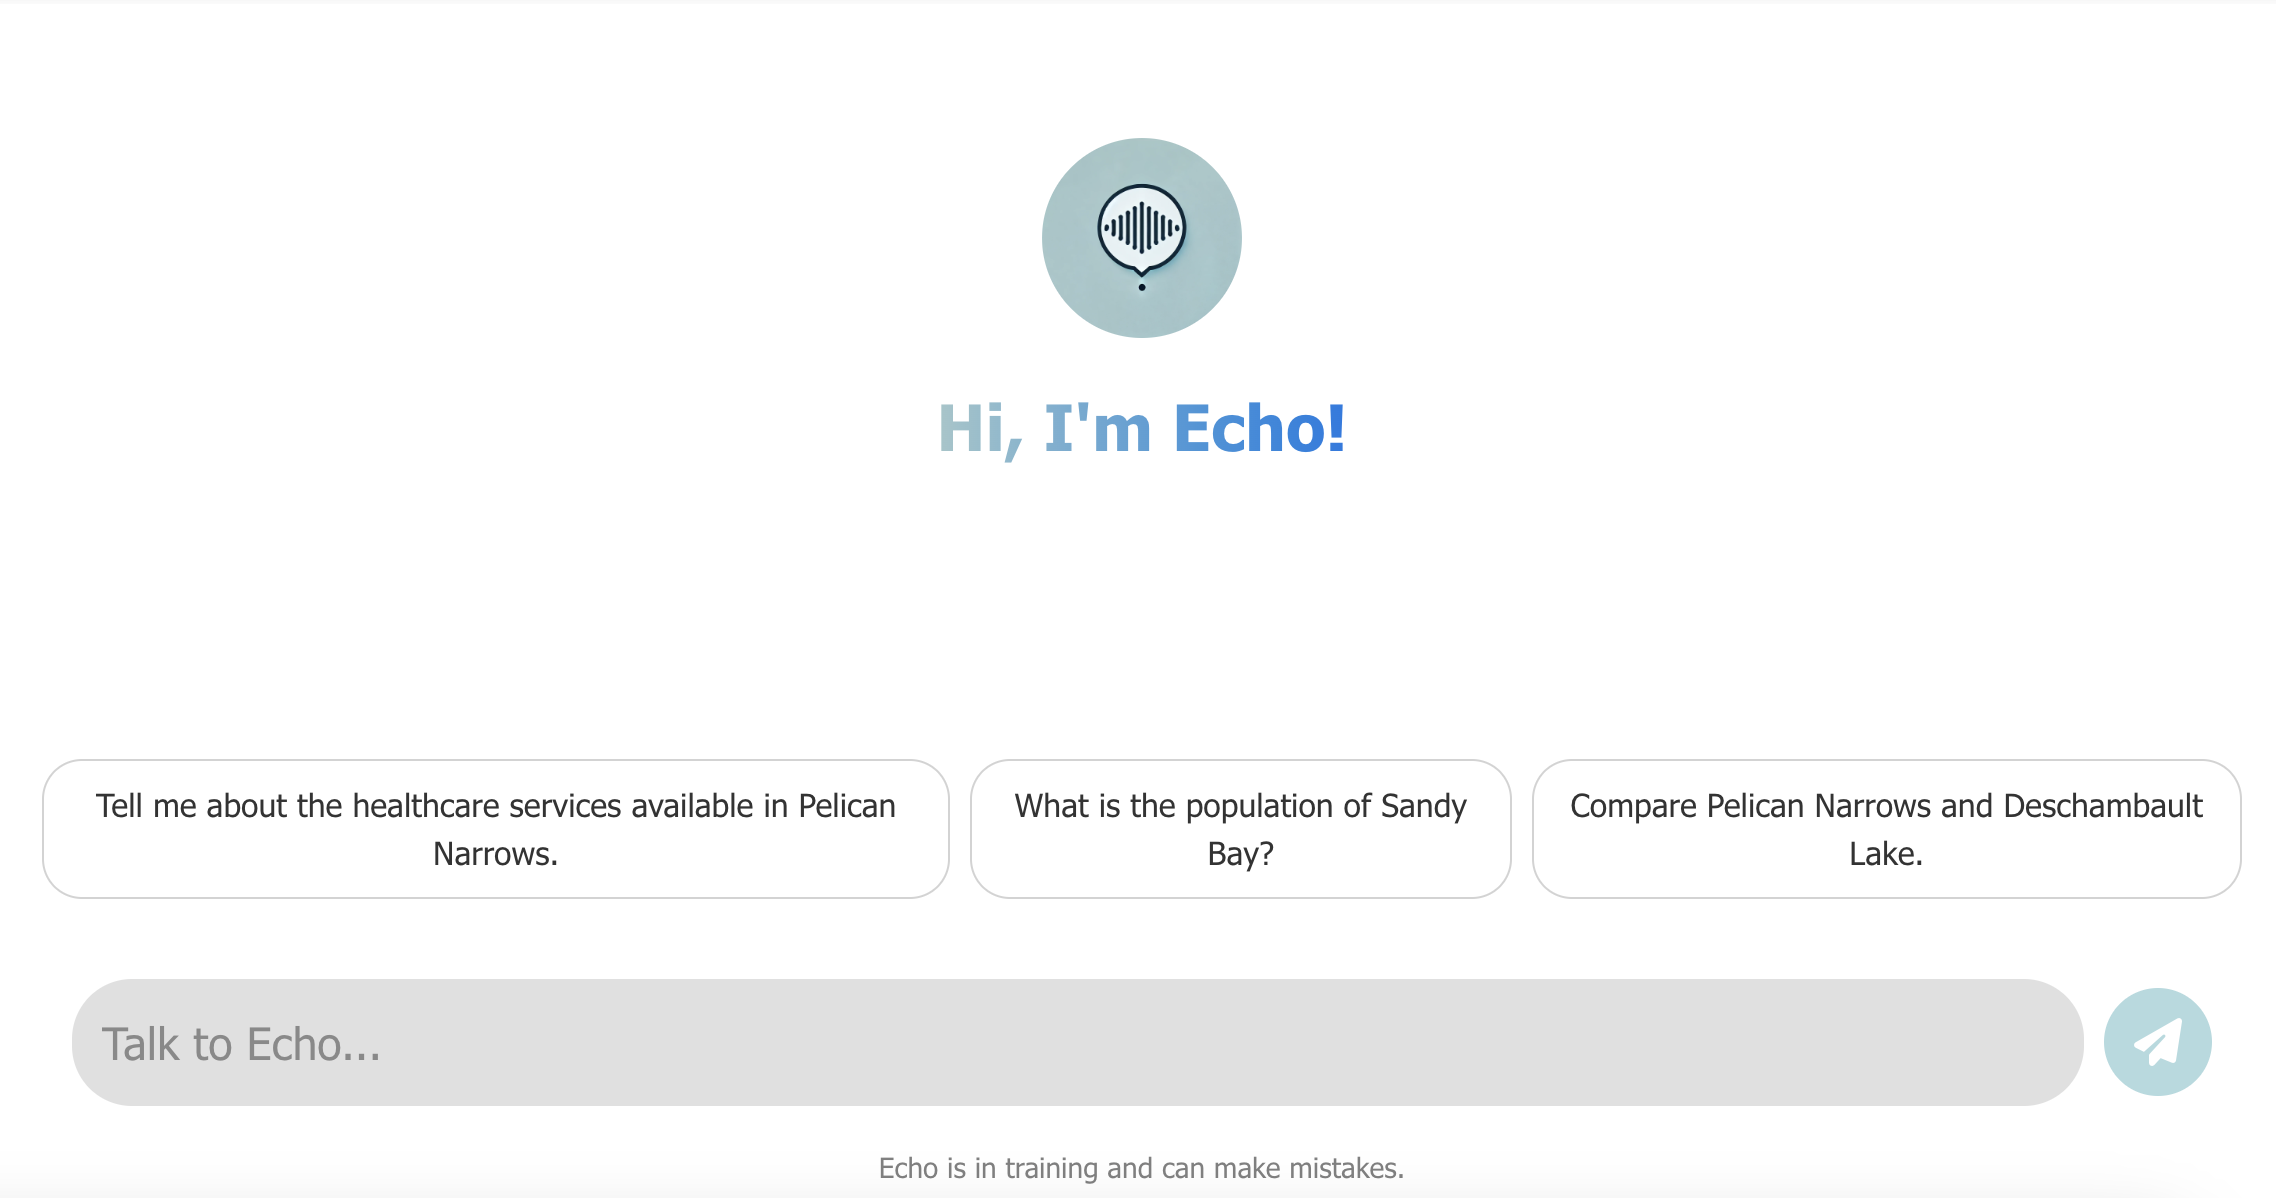 Hi, I'm Echo!
Tell me about the healthcare services available in Pelican
Narrows.
What is the population of Sandy
Bay?
Compare Pelican Narrows and Deschambault
Lake.
Talk to Echo...
Echo is in training and can make mistakes.